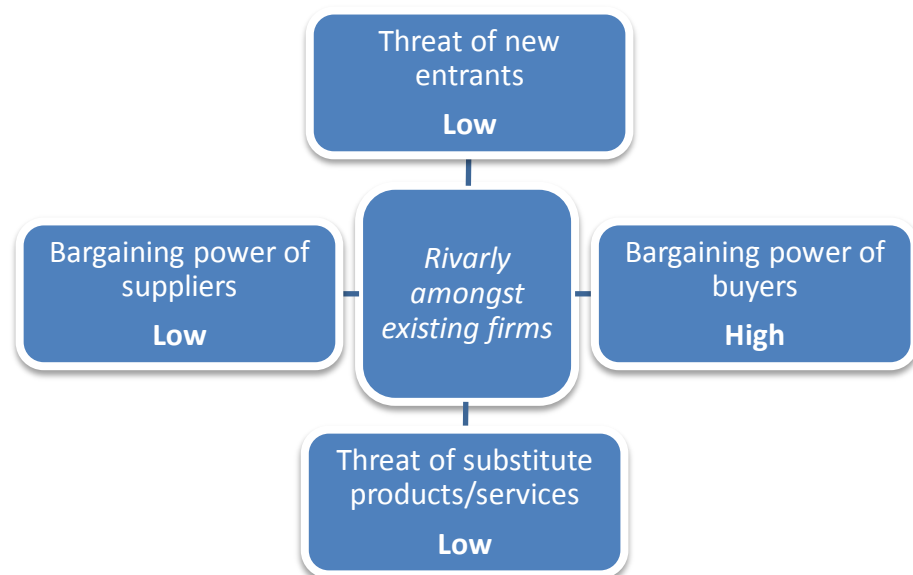 Threat of new
entrants
Low
Bargaining power of
suppliers
Low
Rivarly
amongst
existing firms
Bargaining power of
buyers
High
Threat of substitute
products/services
Low